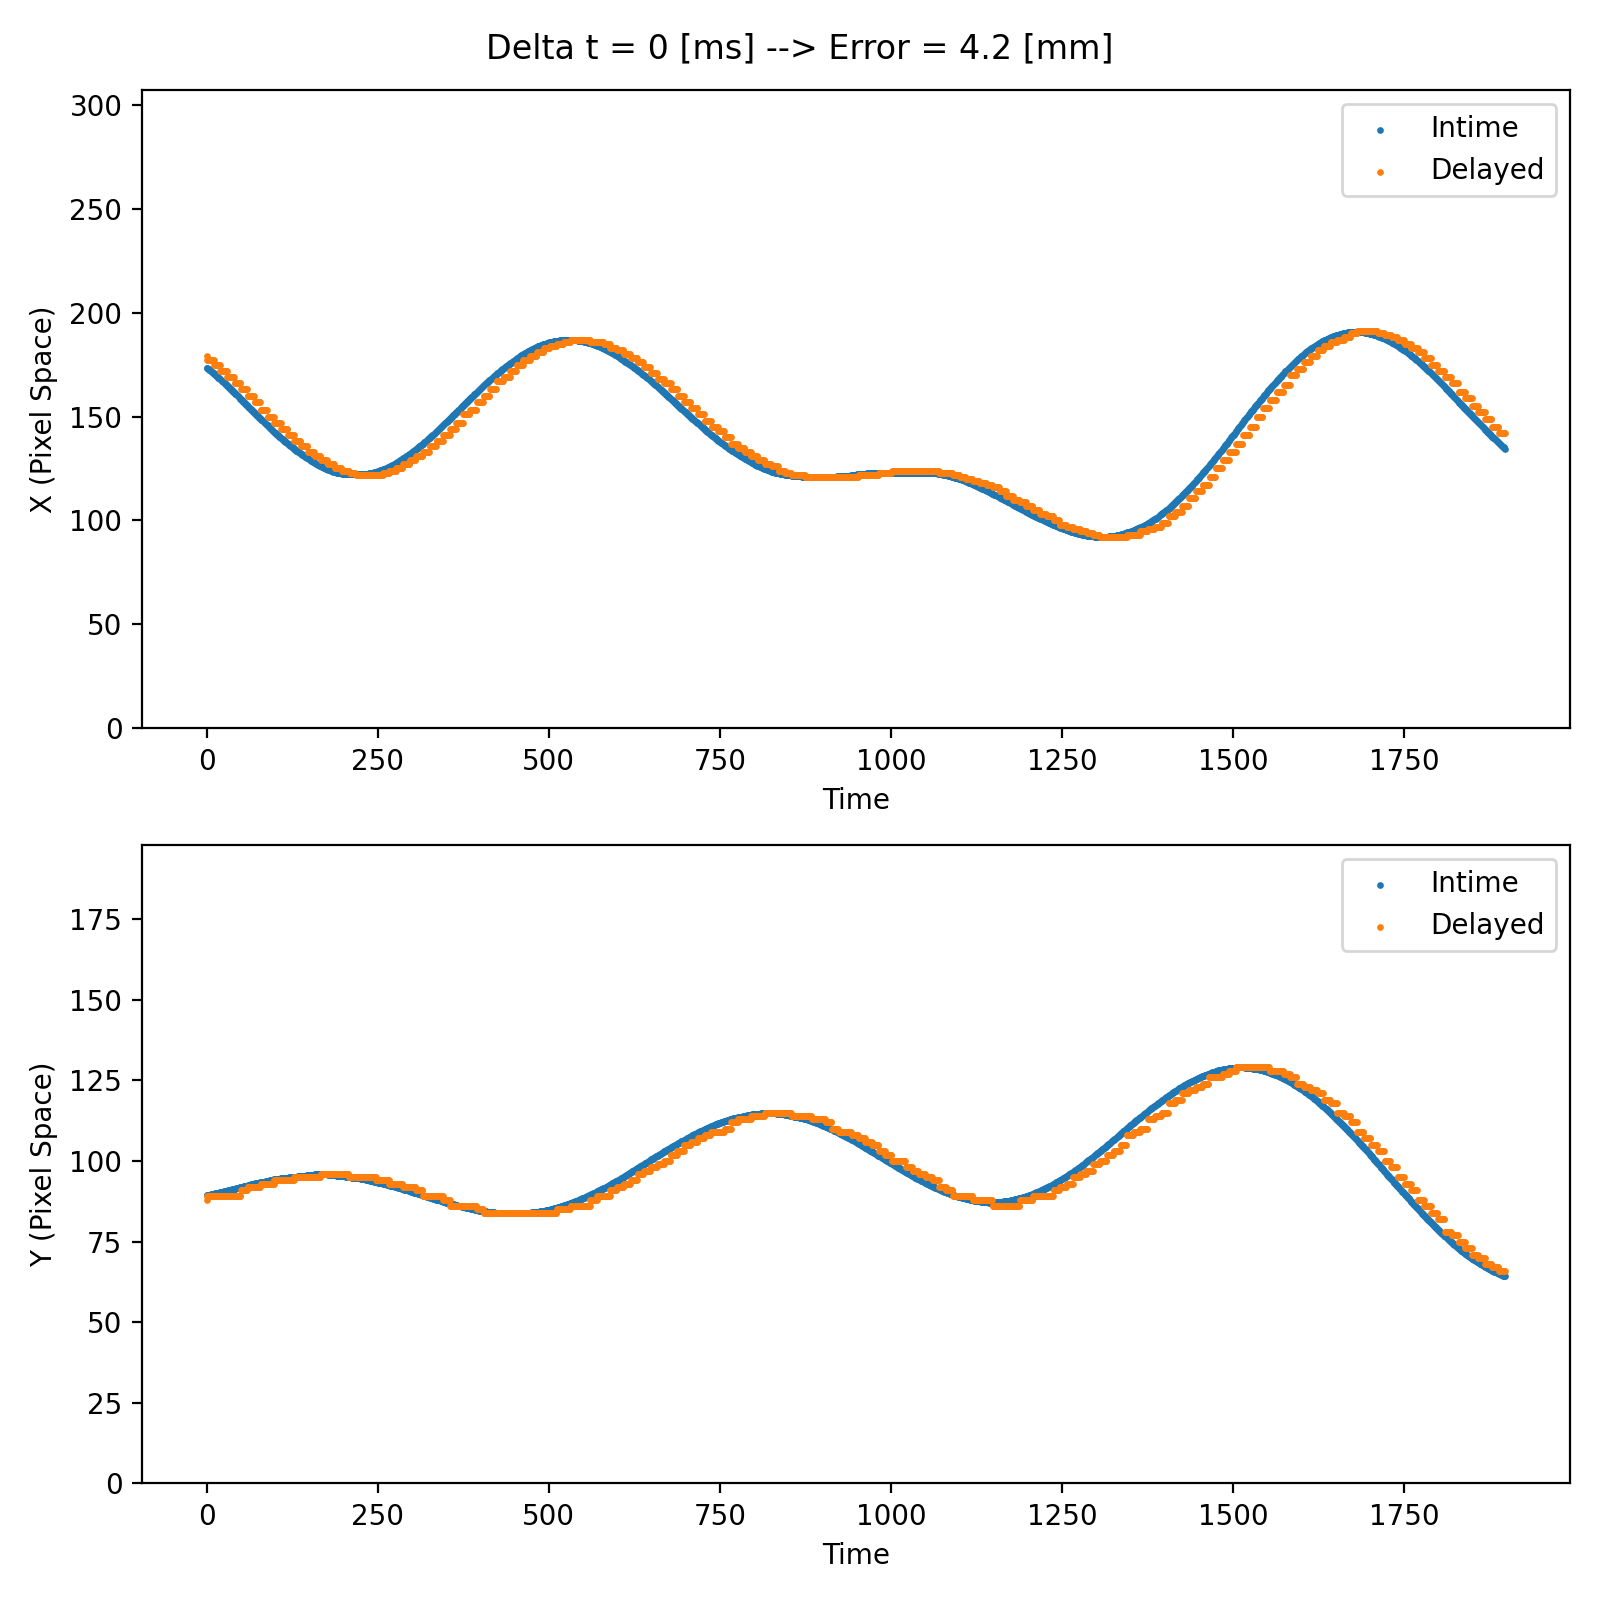 Delta t = 0 [ms] --> Error = 4.2 [mm]
300
250
200
150
100
50
0
X (Pixel Space)
Intime
Delayed
0 250 500 750 1000 1250 1500 1750
Time
175
150
125
100
75
50
25
0
Y (Pixel Space)
Intime
Delayed
0 250 500 750 1000 1250 1500 1750
Time